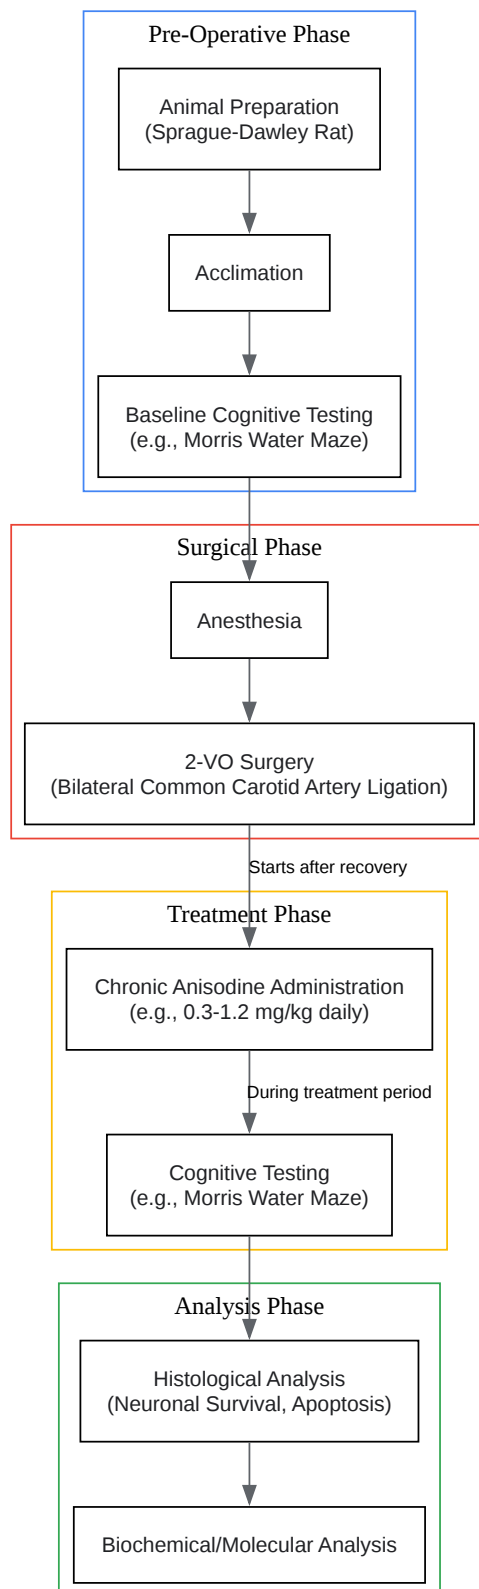 Pre-Operative Phase
Animal Preparation
(Sprague-Dawley Rat)
Acclimation
Baseline Cognitive Testing
(e.g., Morris Water Maze)
Surgical Phase
Anesthesia
2-VO Surgery
(Bilateral Common Carotid Artery Ligation)
Starts after recovery
Treatment Phase
Chronic Anisodine Administration
(e.g., 0.3-1.2 mg/kg daily)
During treatment period
Cognitive Testing
(e.g., Morris Water Maze)
Analysis Phase
Histological Analysis
(Neuronal Survival, Apoptosis)
Biochemical/Molecular Analysis